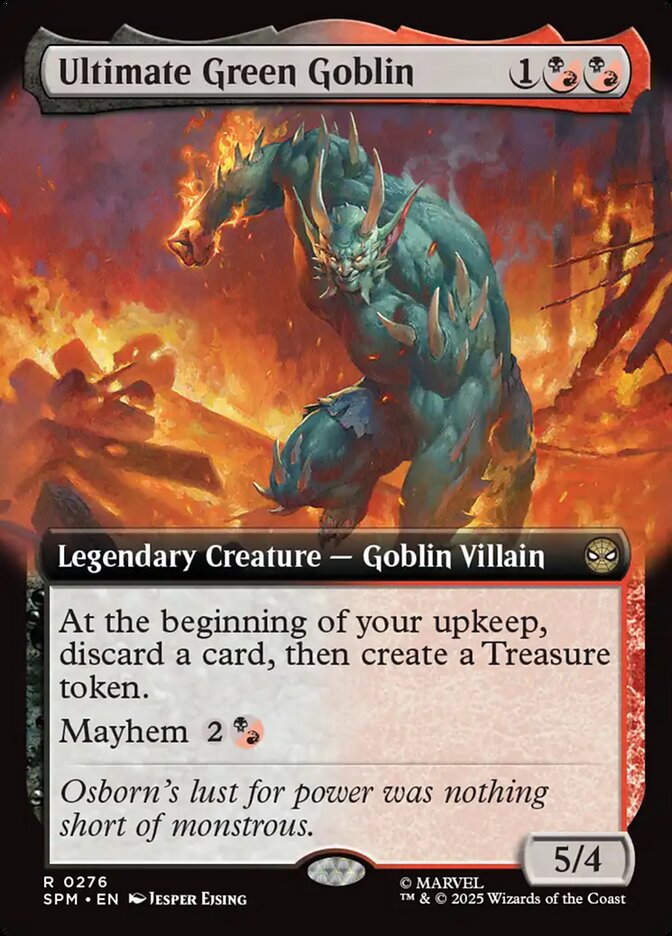 Ultimate Green Goblin 1
Legendary Creature — Goblin Villain
At the beginning of your upkeep,
discard a card, then create a Treasure
token.
Mayhem 2
Osborn's lust for power was nothing
short of monstrous.
5/4
R 0276
SPM • EN Jesper Ejsing
© MARVEL
™ & © 2025 Wizards of the Coast